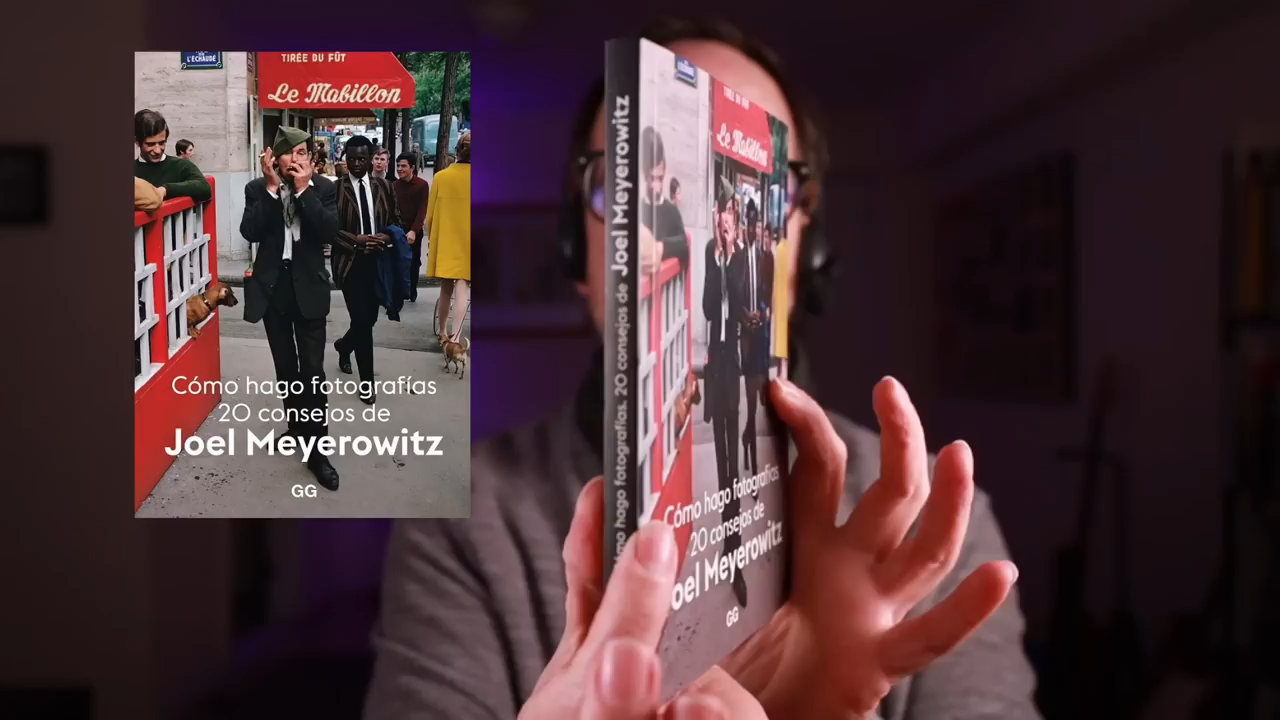 L'ÉCHAUDÉ
TIRÉE DU FÛT
Le Mabillon
Cómo hago fotografías
20 consejos de
Joel Meyerowitz
GG
Cómo hago fotografías. 20 consejos de Joel Meyerowitz
TIRÉE DU FÛT
Le Mabillon
Cómo hago fotografías
20 consejos de
Joel Meyerowitz
GG